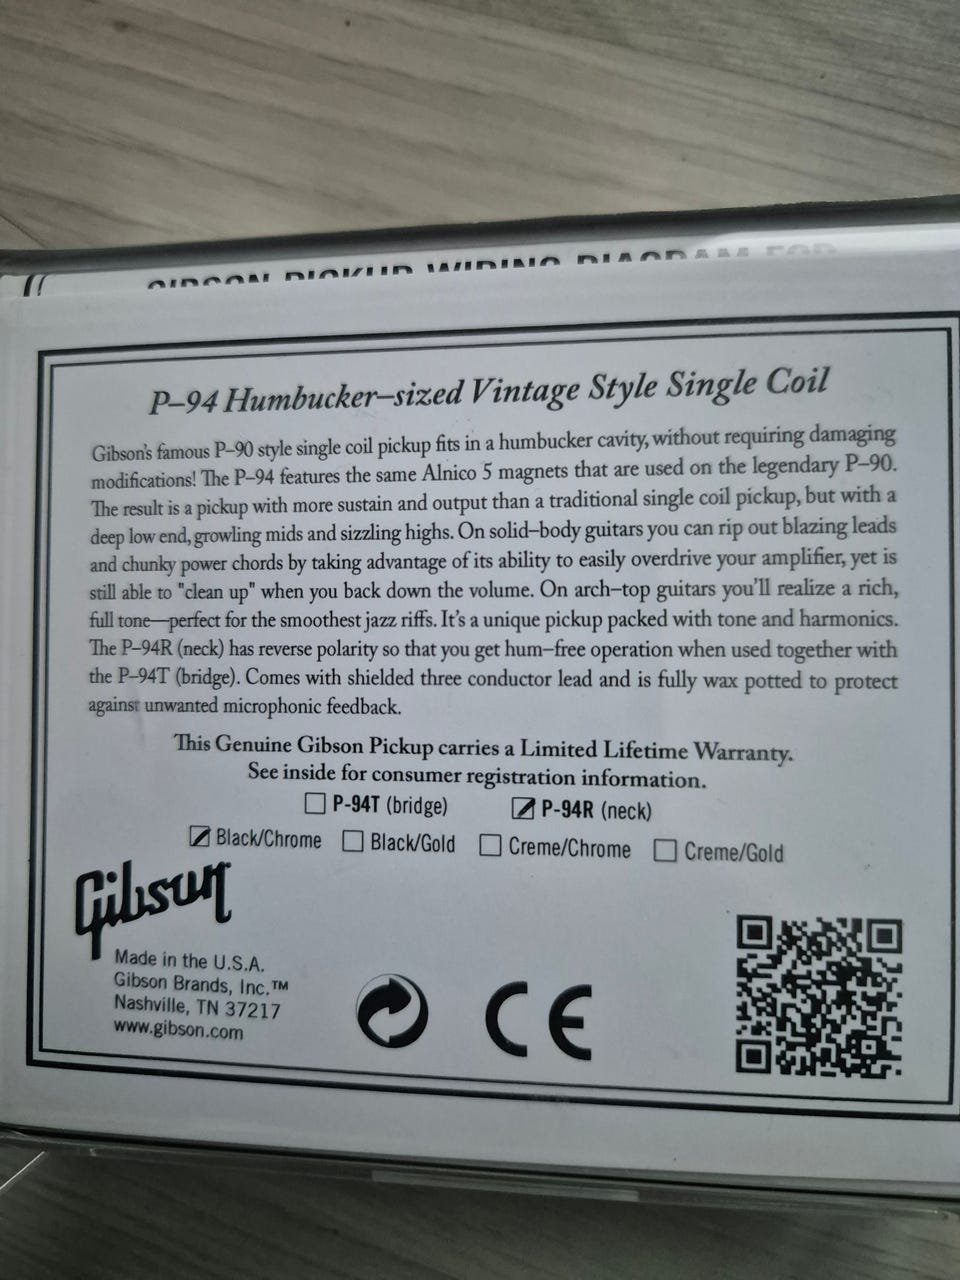 GIBSON PICKUP WIRING DIAGRAM FOR
P–94 Humbucker–sized Vintage Style Single Coil
Gibson's famous P–90 style single coil pickup fits in a humbucker cavity, without requiring damaging
modifications! The P–94 features the same Alnico 5 magnets that are used on the legendary P–90.
The result is a pickup with more sustain and output than a traditional single coil pickup, but with a
deep low end, growling mids and sizzling highs. On solid–body guitars you can rip out blazing leads
and chunky power chords by taking advantage of its ability to easily overdrive your amplifier, yet is
still able to "clean up" when you back down the volume. On arch–top guitars you'll realize a rich,
full tone—perfect for the smoothest jazz riffs. It's a unique pickup packed with tone and harmonics.
The P–94R (neck) has reverse polarity so that you get hum–free operation when used together with
the P–94T (bridge). Comes with shielded three conductor lead and is fully wax potted to protect
against unwanted microphonic feedback.
This Genuine Gibson Pickup carries a Limited Lifetime Warranty.
See inside for consumer registration information.
P-94T (bridge) P-94R (neck)
Black/Chrome Black/Gold Creme/Chrome Creme/Gold
Gibson
Made in the U.S.A.
Gibson Brands, Inc.™
Nashville, TN 37217
www.gibson.com
CE